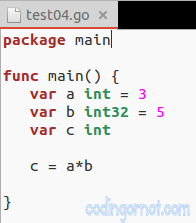 test04.go
package main
func main() {
    var a int = 3
    var b int32 = 5
    var c int
    c = a*b
}
codingornot.com